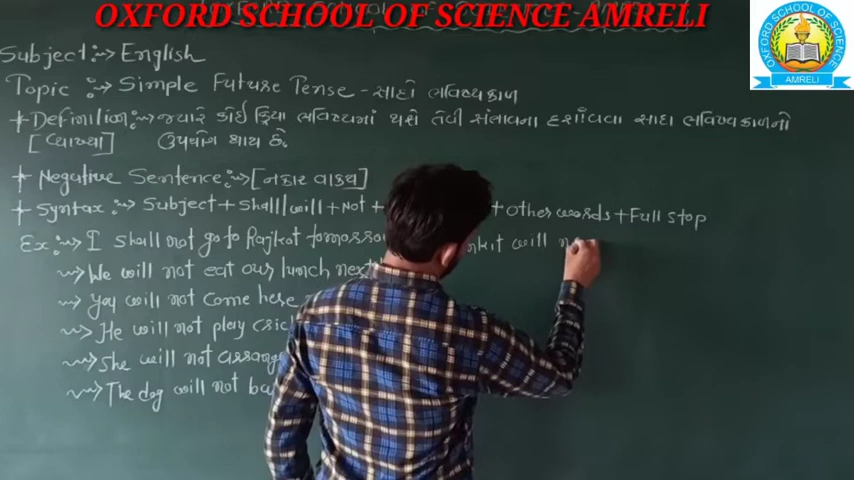 OXFORD SCHOOL OF SCIENCE AMRELI
OXFORD SCHOOL OF SCIENCE
AMRELI
Subject :→ English
Topic :→ Simple Future Tense - સાદો ભવિષ્યકાળ
+ Definition :→ જ્યારે કોઈ ક્રિયા ભવિષ્યમાં થશે તેવી સંભાવના દર્શાવવા સાદા ભવિષ્યકાળનો
[વ્યાખ્યા] ઉપયોગ થાય છે.
+ Negative Sentence :→ [નકાર વાક્ય]
+ Syntax :→ Subject + Shall/will + Not + + other words + Full stop
Ex :→ I shall not go to Rajkot will
→ We will not eat our lunch next
→ You will not come here
→ He will not play
→ She will not
→ The dog will not